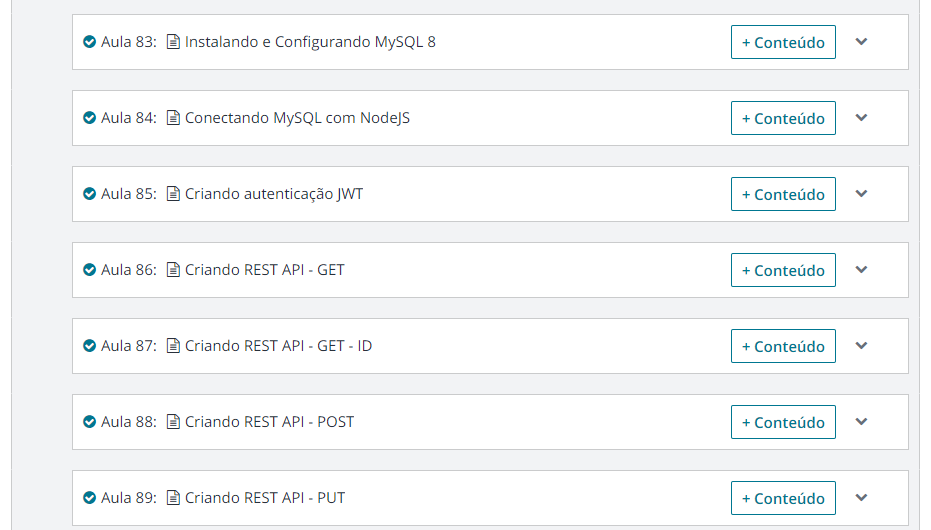 Aula 83: Instalando e Configurando MySQL 8 + Conteúdo
Aula 84: Conectando MySQL com NodeJS + Conteúdo
Aula 85: Criando autenticação JWT + Conteúdo
Aula 86: Criando REST API - GET + Conteúdo
Aula 87: Criando REST API - GET - ID + Conteúdo
Aula 88: Criando REST API - POST + Conteúdo
Aula 89: Criando REST API - PUT + Conteúdo